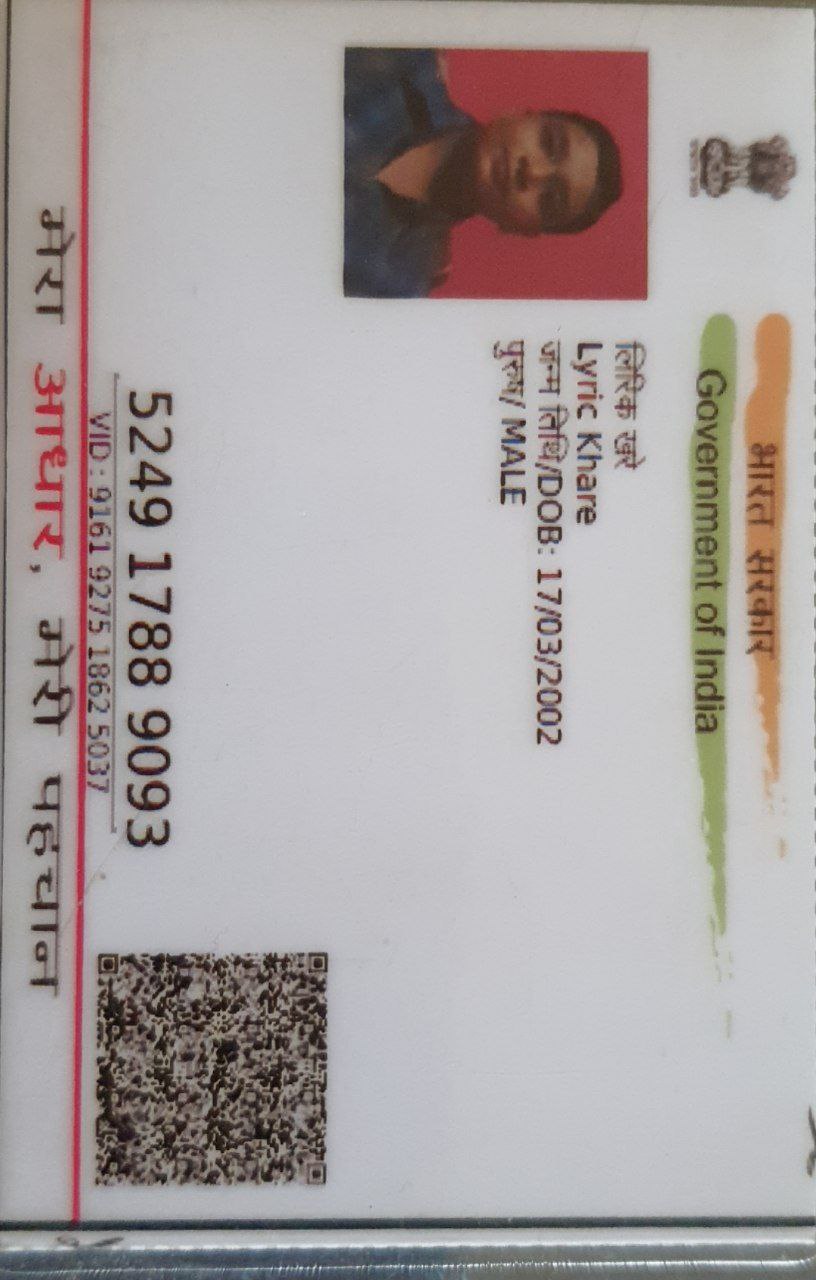 भारत सरकार
Government of India
लिरिक खरे
Lyric Khare
जन्म तिथि/DOB: 17/03/2002
पुरुष/ MALE
5249 1788 9093
VID : 9161 9275 1862 5037
मेरा आधार, मेरी पहचान